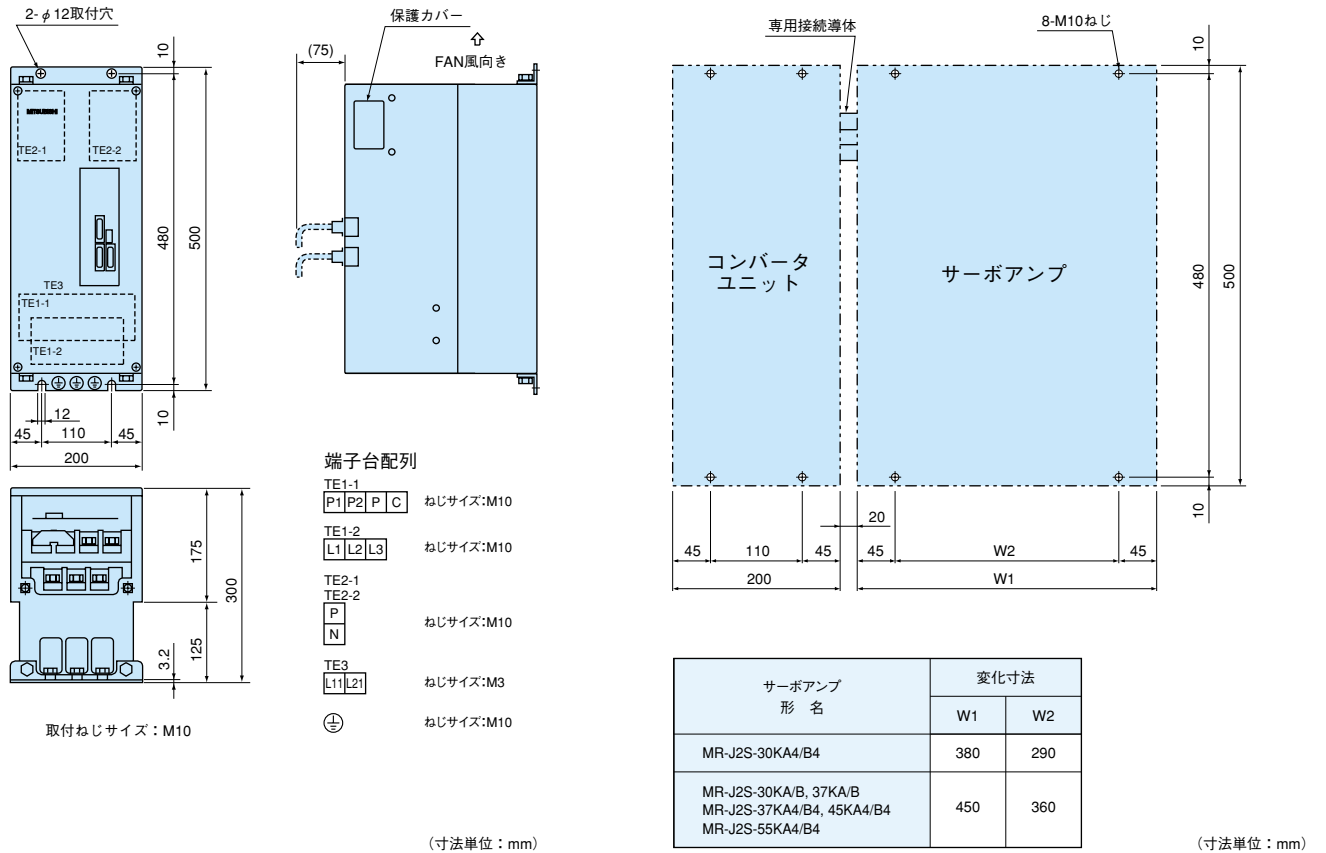 2-φ12取付穴
10
MITSUBISHI
TE2-1
TE2-2
480
500
TE3
TE1-1
TE1-2
12
10
45
110
45
200
保護カバー
(75)
FAN風向き
175
300
125
3.2
取付ねじサイズ：M10
端子台配列
TE1-1
P1 P2 P C ねじサイズ:M10
TE1-2
L1 L2 L3 ねじサイズ:M10
TE2-1
TE2-2
P
N
ねじサイズ:M10
TE3
L11 L21 ねじサイズ:M3
ねじサイズ:M10
（寸法単位：mm）
専用接続導体
8-M10ねじ
10
コンバータ
ユニット
サーボアンプ
480
500
20
10
45
110
45
45
W2
45
200
W1
サーボアンプ
形　名
変化寸法
W1
W2
MR-J2S-30KA4/B4
380
290
MR-J2S-30KA/B, 37KA/B
MR-J2S-37KA4/B4, 45KA4/B4
MR-J2S-55KA4/B4
450
360
（寸法単位：mm）